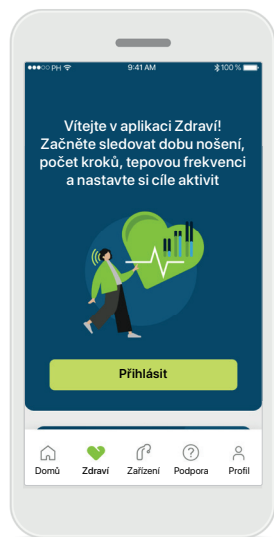 PH 9:41 AM 100 %
Vítejte v aplikaci Zdraví!
Začněte sledovat dobu nošení,
počet kroků, tepovou frekvenci
a nastavte si cíle aktivit
Přihlásit
Domů Zdraví Zařízení Podpora Profil